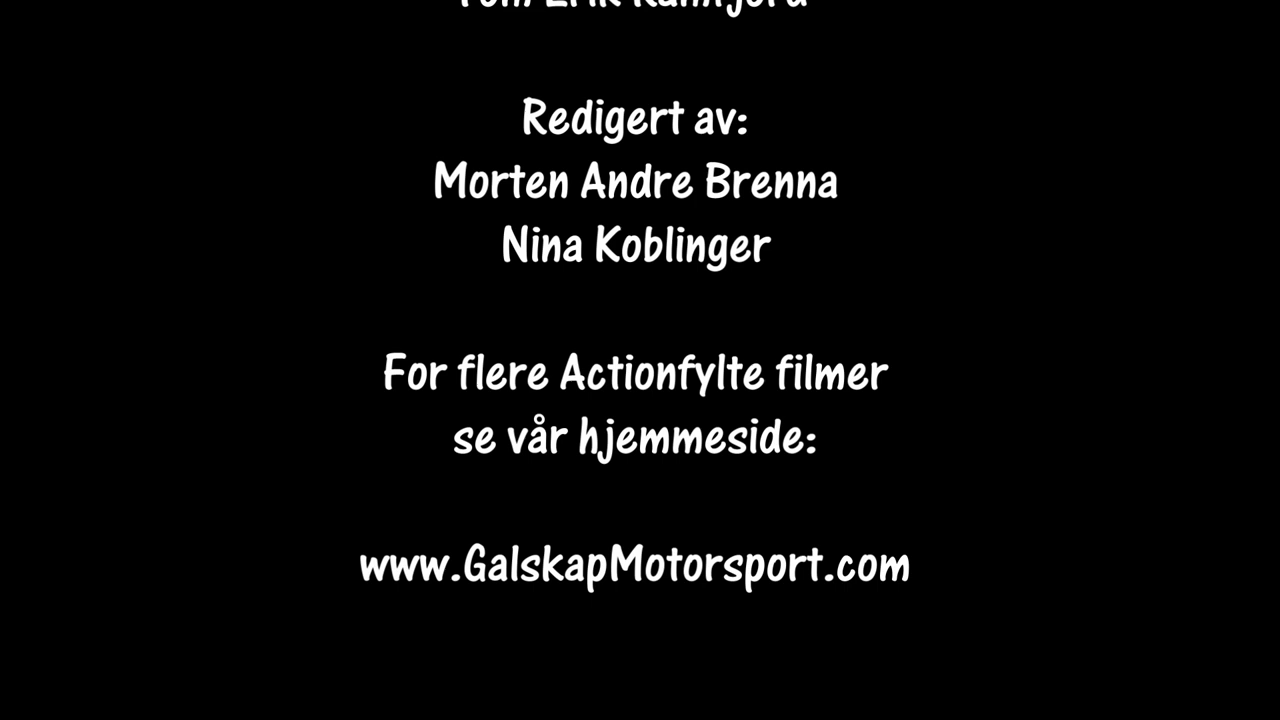 Redigert av:
Morten Andre Brenna
Nina Koblinger
For flere Actionfylte filmer
se vår hjemmeside:
www.GalskapMotorsport.com